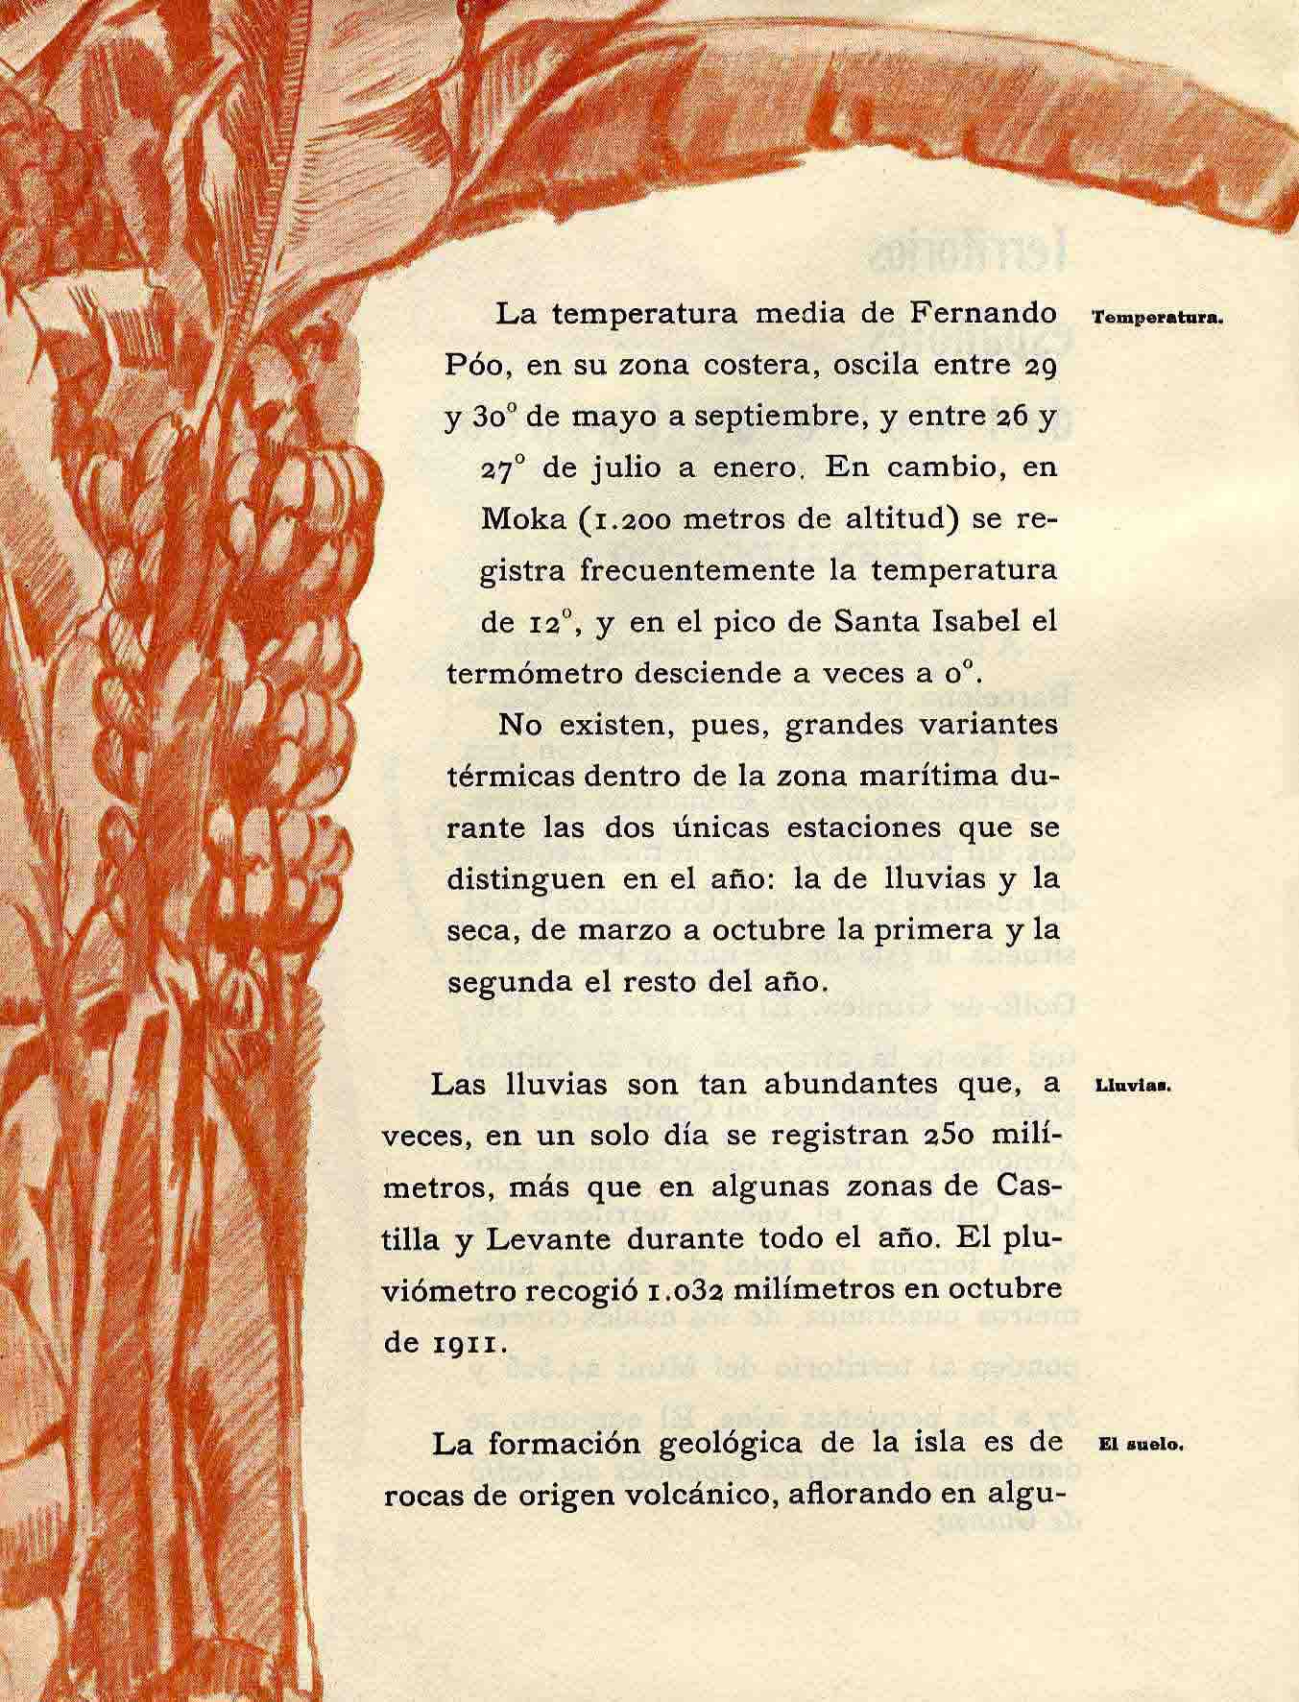 La temperatura media de Fernando
Temperatura.
Póo, en su zona costera, oscila entre 29
y 30° de mayo a septiembre, y entre 26 y
27° de julio a enero. En cambio, en
Moka (1.200 metros de altitud) se re-
gistra frecuentemente la temperatura
de 12°, y en el pico de Santa Isabel el
termómetro desciende a veces a 0°.
No existen, pues, grandes variantes
térmicas dentro de la zona marítima du-
rante las dos únicas estaciones que se
distinguen en el año: la de lluvias y la
seca, de marzo a octubre la primera y la
segunda el resto del año.
Las lluvias son tan abundantes que, a
Lluvias.
veces, en un solo día se registran 250 milí-
metros, más que en algunas zonas de Cas-
tilla y Levante durante todo el año. El plu-
viómetro recogió 1.032 milímetros en octubre
de 1911.
La formación geológica de la isla es de
El suelo.
rocas de origen volcánico, aflorando en algu-